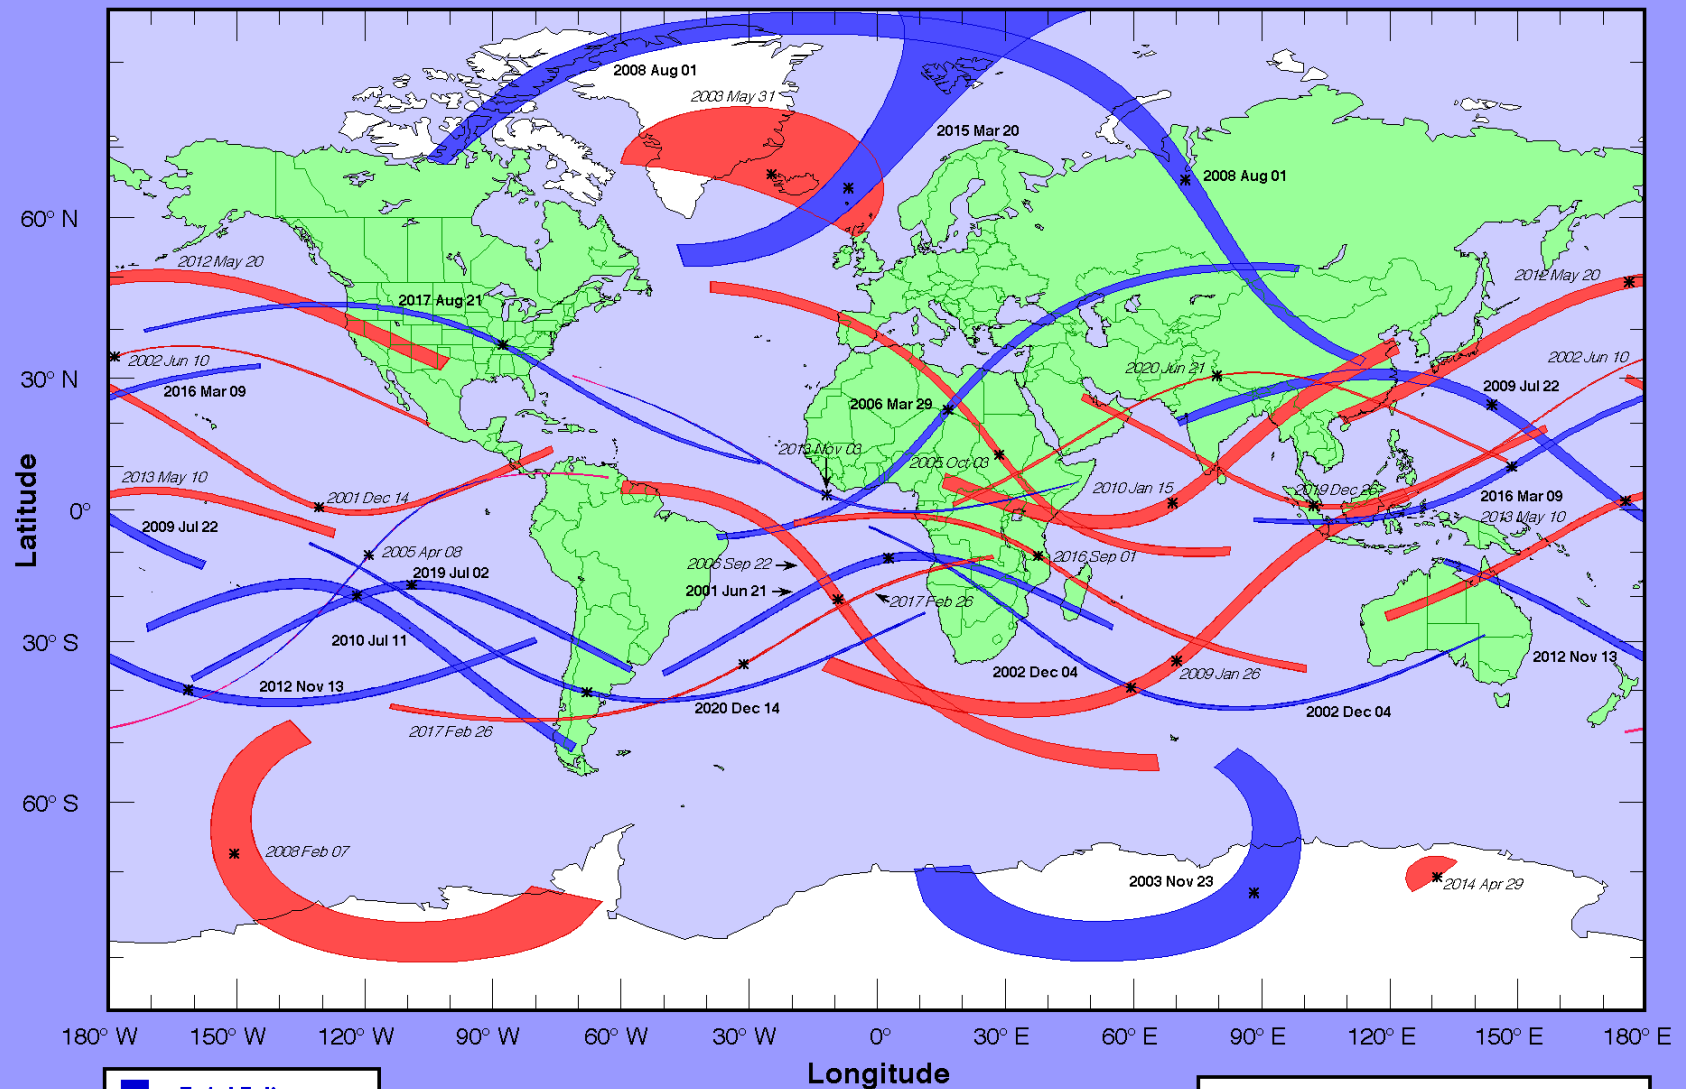 2008 Aug 01
2003 May 31
2015 Mar 20
2008 Aug 01
60° N
2012 May 20
2012 May 20
2017 Aug 21
2002 Jun 10
2002 Jun 10
2020 Jun 21
30° N
2016 Mar 09
2009 Jul 22
2006 Mar 29
2013 Nov 03
2005 Oct 03
2013 May 10
2001 Dec 14
2010 Jan 15
2019 Dec 26
2016 Mar 09
0°
2013 May 10
2009 Jul 22
2005 Apr 08
2016 Sep 01
2006 Sep 22
2019 Jul 02
2001 Jun 21
2017 Feb 26
2010 Jul 11
30° S
2012 Nov 13
2002 Dec 04
2009 Jan 26
2012 Nov 13
2020 Dec 14
2002 Dec 04
2017 Feb 26
60° S
2008 Feb 07
2003 Nov 23
2014 Apr 29
Latitude
180° W 150° W 120° W 90° W 60° W 30° W 0° 30° E 60° E 90° E 120° E 150° E 180° E
Longitude